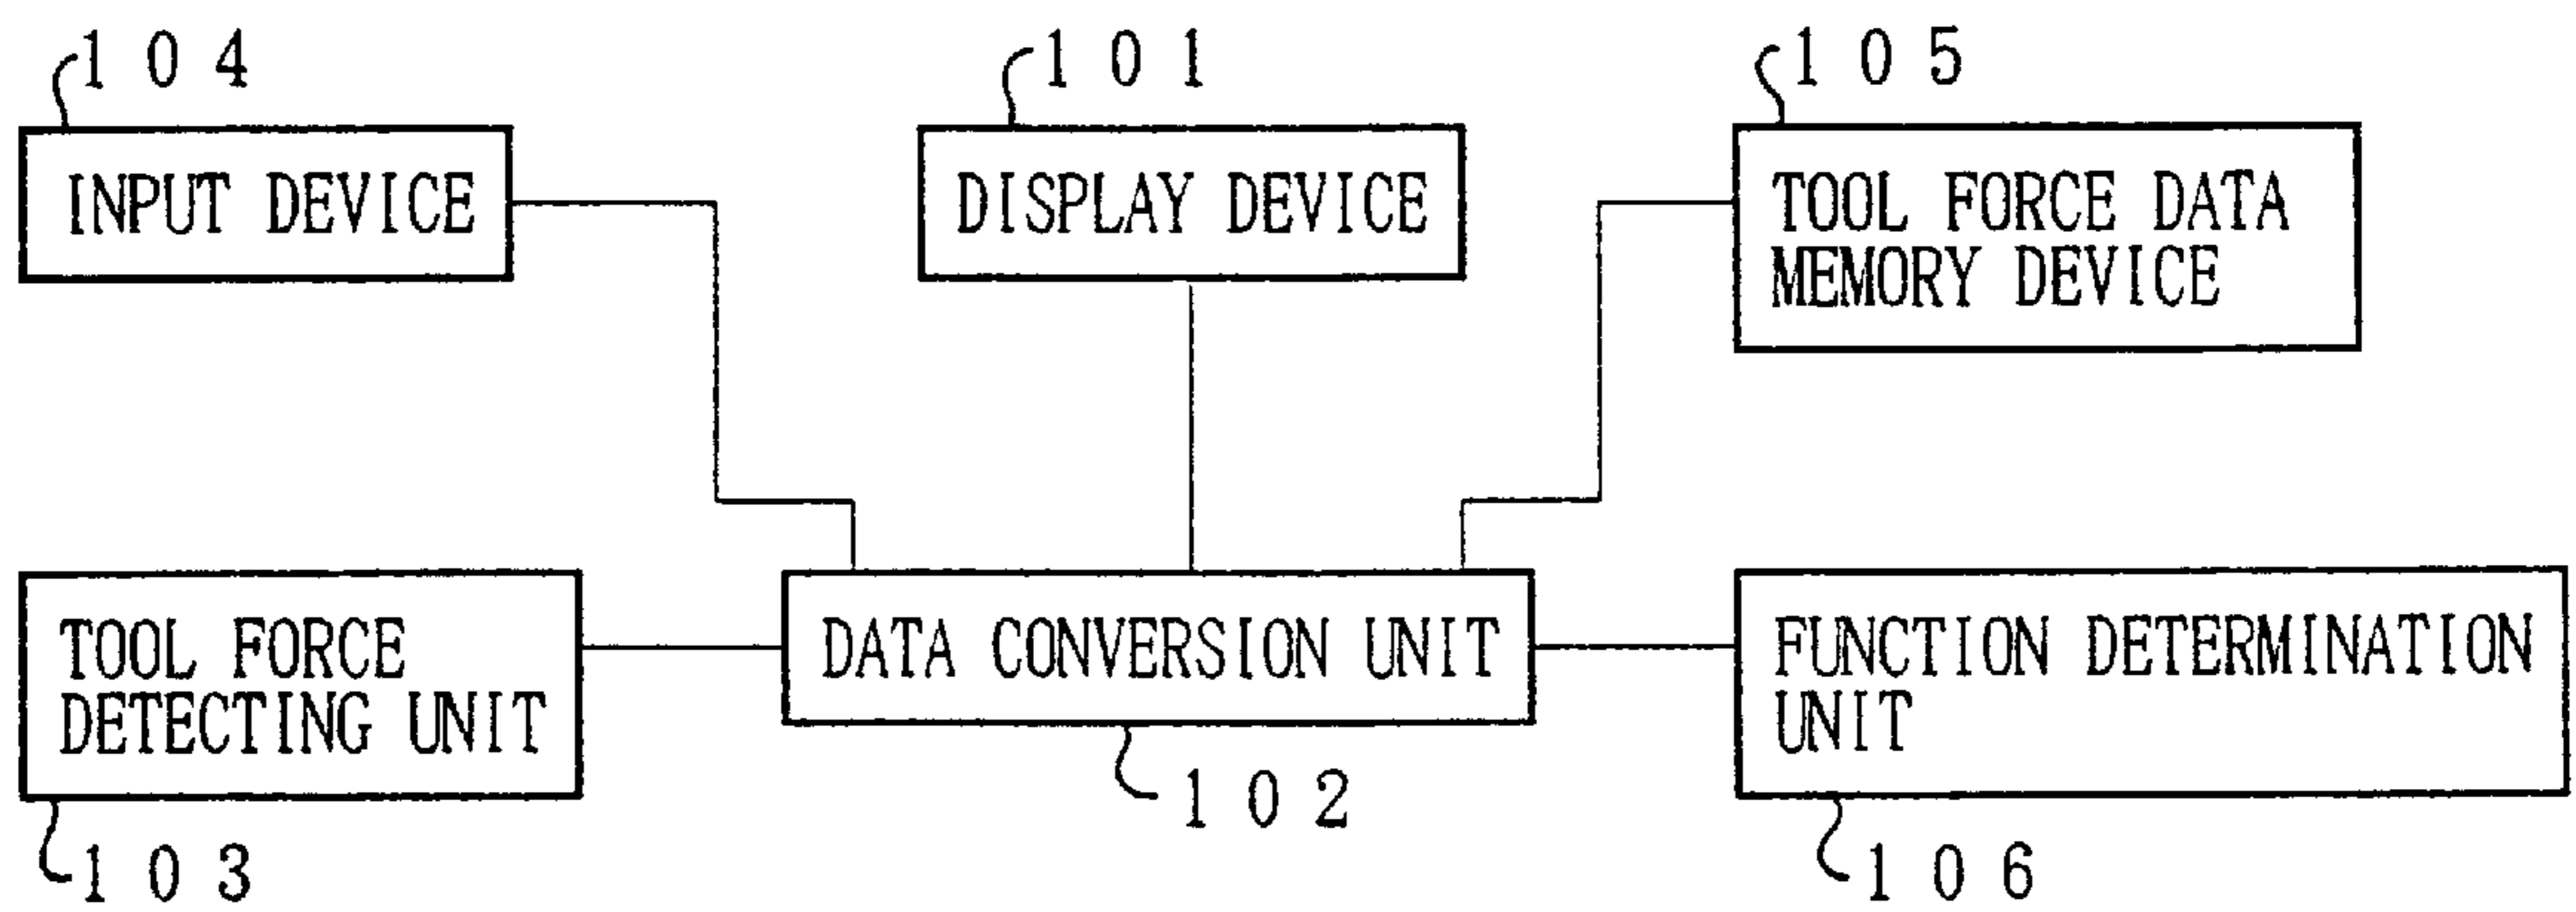 104
101
105
INPUT DEVICE
DISPLAY DEVICE
TOOL FORCE DATA
MEMORY DEVICE
TOOL FORCE
DETECTING UNIT
DATA CONVERSION UNIT
FUNCTION DETERMINATION
UNIT
102
103
106